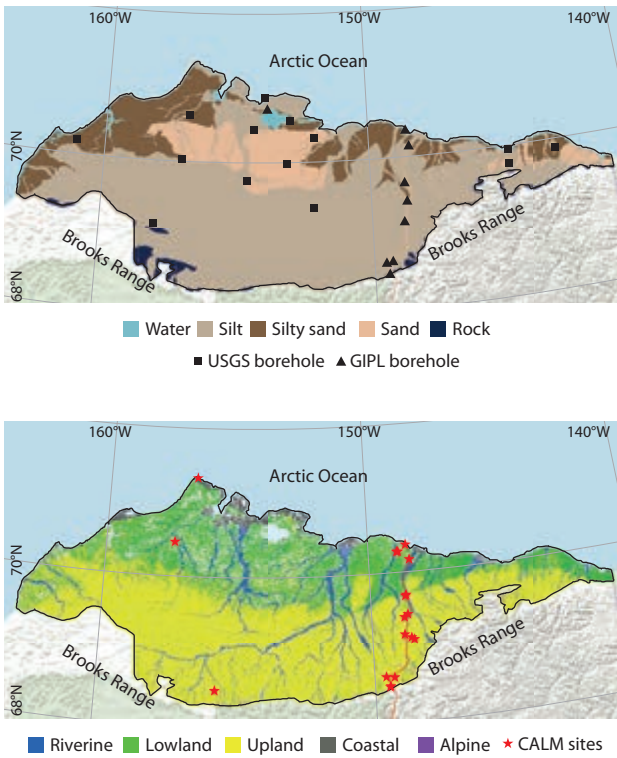 160°W 150°W 140°W
Arctic Ocean
70°N
Brooks Range
Brooks Range
68°N
Water Silt Silty sand Sand Rock
USGS borehole GIPL borehole
160°W 150°W 140°W
Arctic Ocean
70°N
Brooks Range
Brooks Range
68°N
Riverine Lowland Upland Coastal Alpine CALM sites